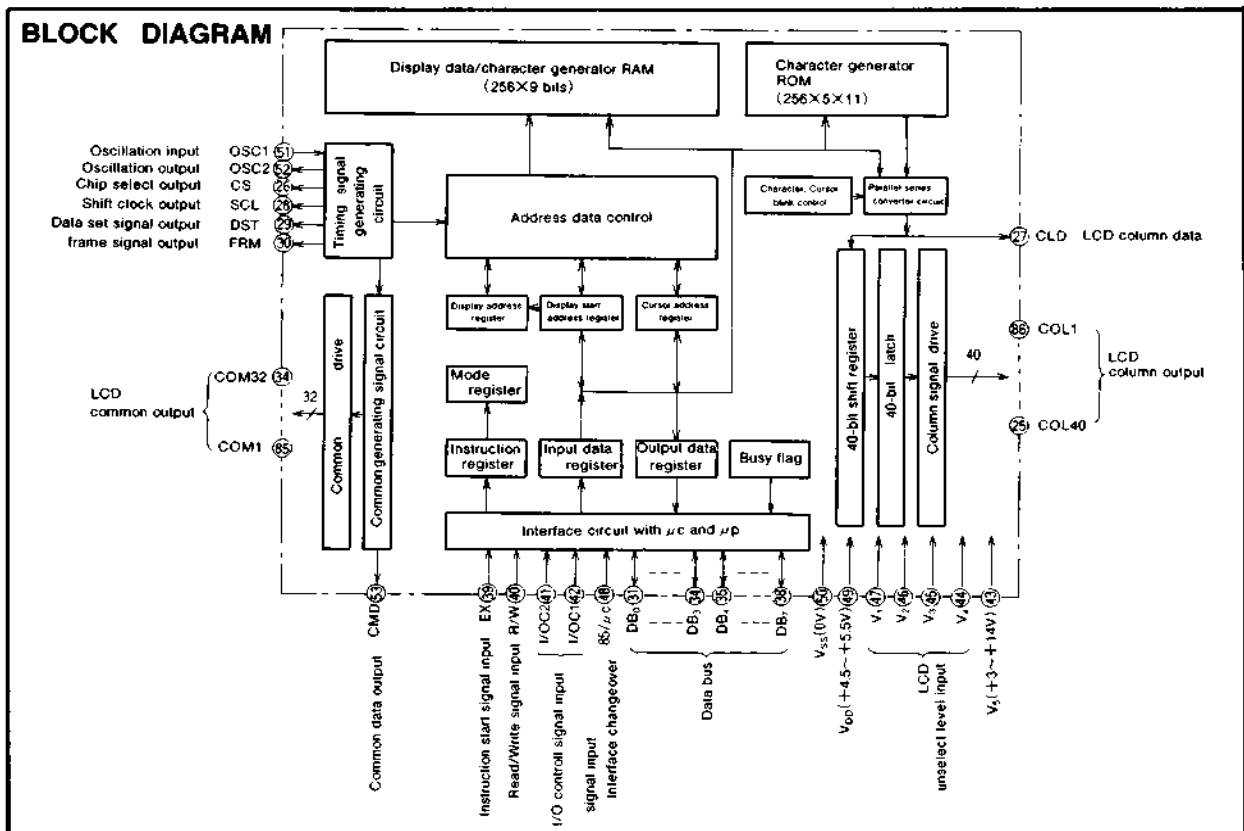 BLOCK DIAGRAM
Display data/character generator RAM
(256×9 bits)
Character generator
ROM
(256×5×11)
Oscillation input OSC1 51
Oscillation output OSC2 52
Chip select output CS 26
Shift clock output SCL 28
Data set signal output DST 29
frame signal output FRM 30
Timing signal
generating
circuit
Address data control
Character, Cursor
blink control
Parallel series
converter circuit
27 CLD LCD column data
Display address
register
Display start
address register
Cursor address
register
Mode
register
Instruction
register
Input data
register
Output data
register
Busy flag
Interface circuit with μc and μp
Common drive
Common generating signal circuit
32
COM32 34
LCD
common output
COM1 85
40-bit shift register
40-bit latch
Column signal drive
40
86 COL1
LCD
column output
25 COL40
53
39
40
41
42
48
31
34
35
38
50
49
47
46
45
44
43
CMD
EX
R/W
I/OC2
I/OC1
85/μc
DB0
DB3
DB4
DB7
VSS(0V)
VDD(+4.5~+5.5V)
V1
V2
V3
V4
V5(+3~+14V)
Common data output
Instruction start signal input
Read/Write signal input
I/O controll signal input
signal input
Interface changeover
Data bus
LCD
unselect level input